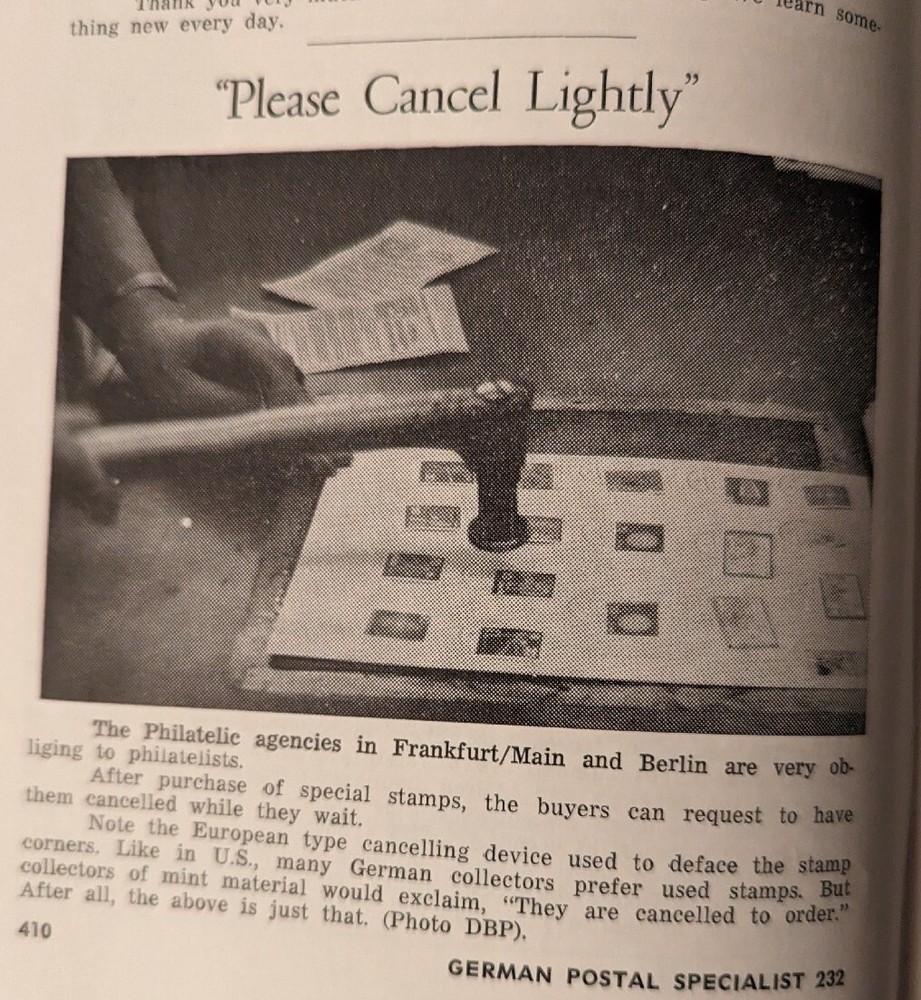 Thank you very
learn some-
thing new every day.
“Please Cancel Lightly”
The Philatelic agencies in Frankfurt/Main and Berlin are very ob-
liging to philatelists.
After purchase of special stamps, the buyers can request to have
them cancelled while they wait.
Note the European type cancelling device used to deface the stamp
corners. Like in U.S., many German collectors prefer used stamps. But
collectors of mint material would exclaim, “They are cancelled to order.”
After all, the above is just that. (Photo DBP).
410
GERMAN POSTAL SPECIALIST 232